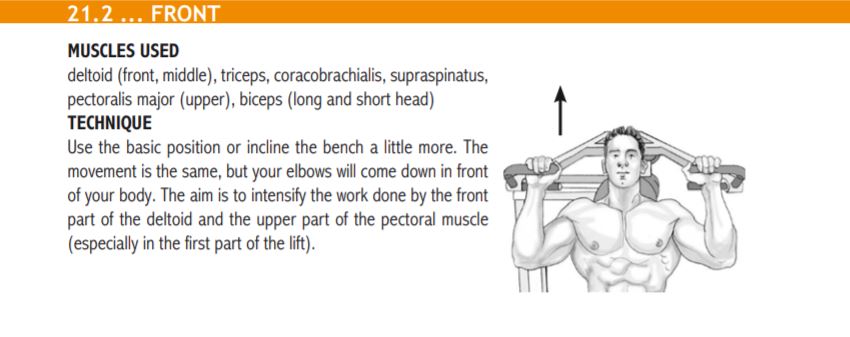 21.2 ... FRONT
MUSCLES USED
deltoid (front, middle), triceps, coracobrachialis, supraspinatus,
pectoralis major (upper), biceps (long and short head)
TECHNIQUE
Use the basic position or incline the bench a little more. The
movement is the same, but your elbows will come down in front
of your body. The aim is to intensify the work done by the front
part of the deltoid and the upper part of the pectoral muscle
(especially in the first part of the lift).